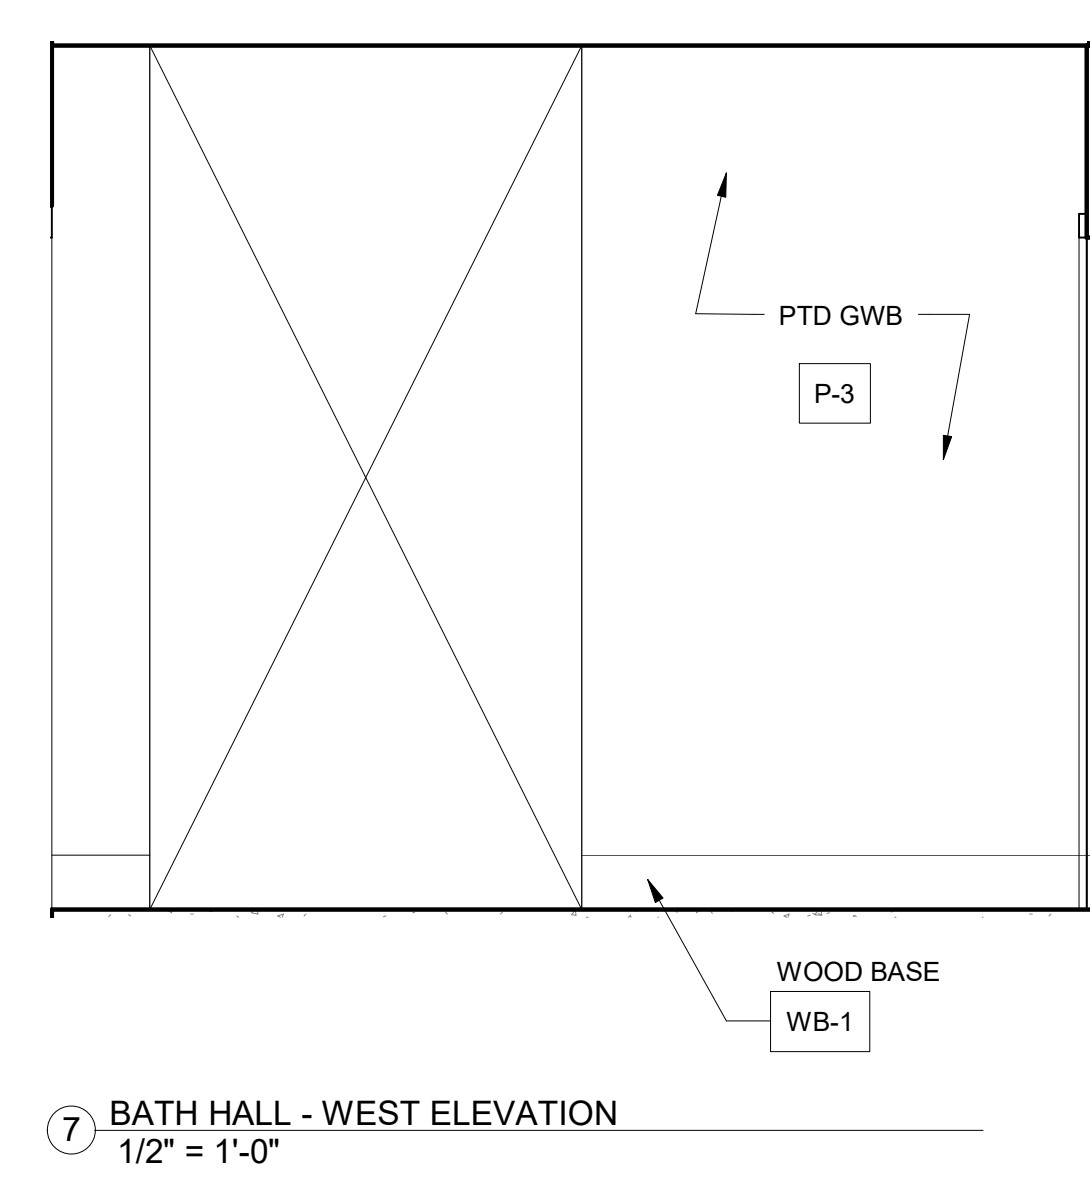 PTD GWB
P-3
WOOD BASE
WB-1
7
BATH HALL - WEST ELEVATION
1/2" = 1'-0"